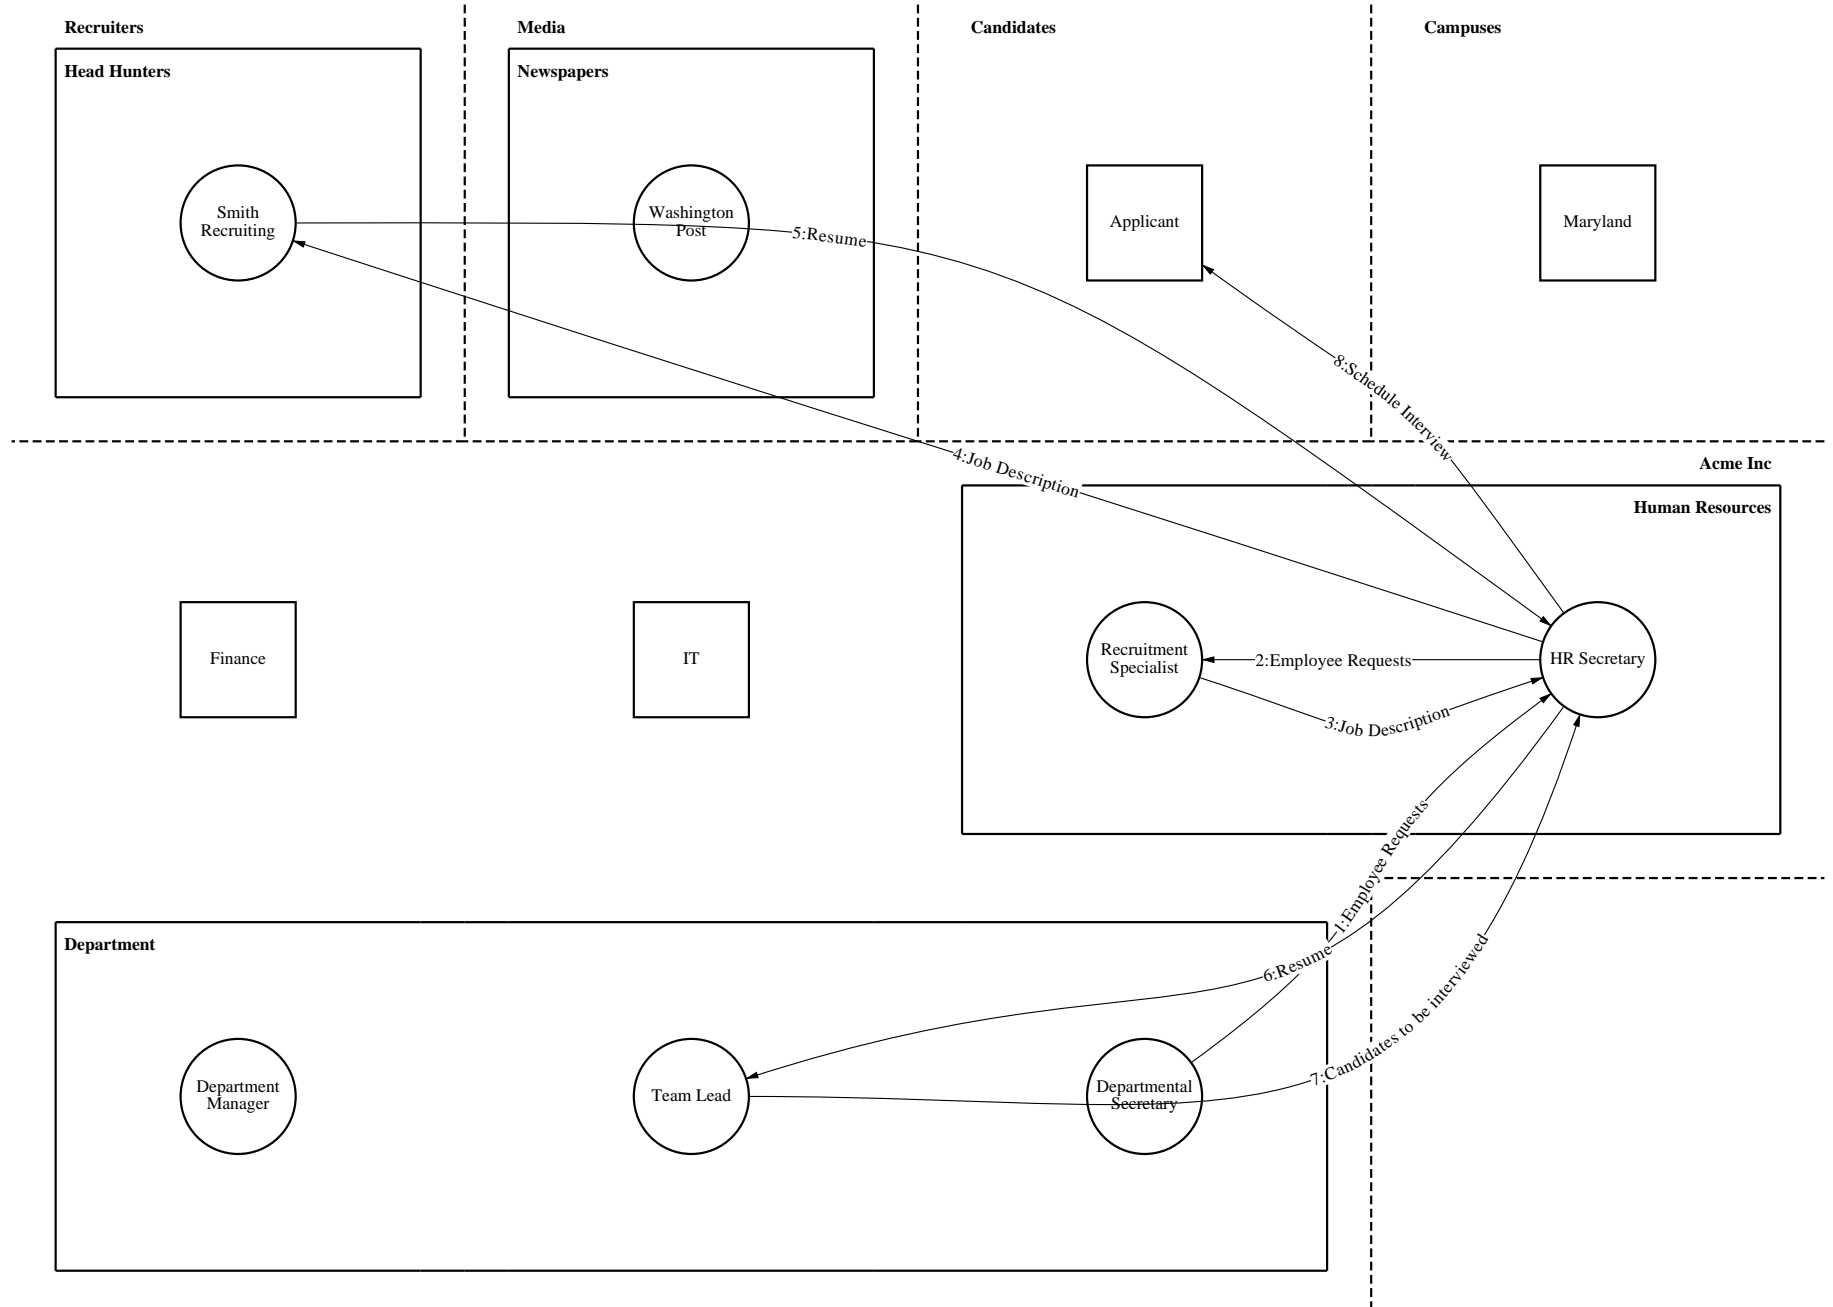 Recruiters
Media
Candidates
Campuses
Head Hunters
Newspapers
Smith
Recruiting
Washington
Post
Applicant
Maryland
5:Resume
8:Schedule Interview
4:Job Description
Acme Inc
Human Resources
Finance
IT
Recruitment
Specialist
2:Employee Requests
HR Secretary
3:Job Description
1:Employee Requests
Department
6:Resume
7:Candidates to be interviewed
Department
Manager
Team Lead
Departmental
Secretary